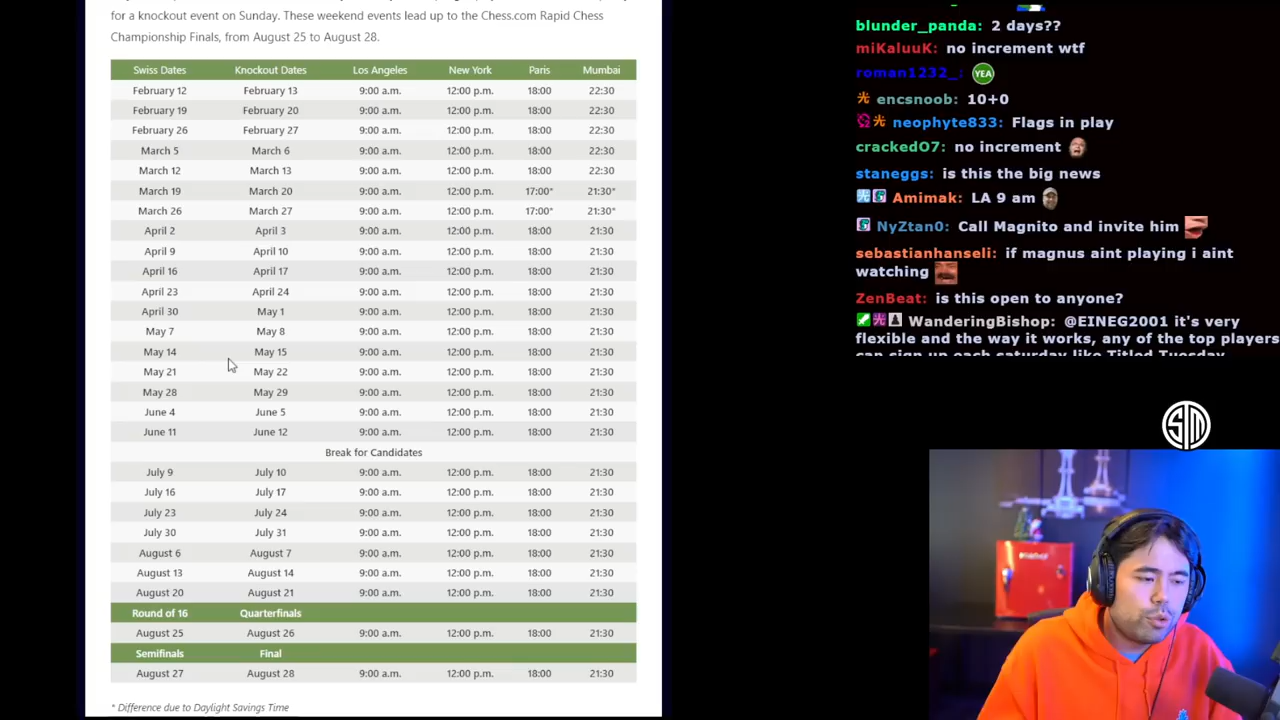 for a knockout event on Sunday. These weekend events lead up to the Chess.com Rapid Chess
Championship Finals, from August 25 to August 28.
Swiss Dates Knockout Dates Los Angeles New York Paris Mumbai
February 12 February 13 9:00 a.m. 12:00 p.m. 18:00 22:30
February 19 February 20 9:00 a.m. 12:00 p.m. 18:00 22:30
February 26 February 27 9:00 a.m. 12:00 p.m. 18:00 22:30
March 5 March 6 9:00 a.m. 12:00 p.m. 18:00 22:30
March 12 March 13 9:00 a.m. 12:00 p.m. 18:00 22:30
March 19 March 20 9:00 a.m. 12:00 p.m. 17:00* 21:30*
March 26 March 27 9:00 a.m. 12:00 p.m. 17:00* 21:30*
April 2 April 3 9:00 a.m. 12:00 p.m. 18:00 21:30
April 9 April 10 9:00 a.m. 12:00 p.m. 18:00 21:30
April 16 April 17 9:00 a.m. 12:00 p.m. 18:00 21:30
April 23 April 24 9:00 a.m. 12:00 p.m. 18:00 21:30
April 30 May 1 9:00 a.m. 12:00 p.m. 18:00 21:30
May 7 May 8 9:00 a.m. 12:00 p.m. 18:00 21:30
May 14 May 15 9:00 a.m. 12:00 p.m. 18:00 21:30
May 21 May 22 9:00 a.m. 12:00 p.m. 18:00 21:30
May 28 May 29 9:00 a.m. 12:00 p.m. 18:00 21:30
June 4 June 5 9:00 a.m. 12:00 p.m. 18:00 21:30
June 11 June 12 9:00 a.m. 12:00 p.m. 18:00 21:30
Break for Candidates
July 9 July 10 9:00 a.m. 12:00 p.m. 18:00 21:30
July 16 July 17 9:00 a.m. 12:00 p.m. 18:00 21:30
July 23 July 24 9:00 a.m. 12:00 p.m. 18:00 21:30
July 30 July 31 9:00 a.m. 12:00 p.m. 18:00 21:30
August 6 August 7 9:00 a.m. 12:00 p.m. 18:00 21:30
August 13 August 14 9:00 a.m. 12:00 p.m. 18:00 21:30
August 20 August 21 9:00 a.m. 12:00 p.m. 18:00 21:30
Round of 16 Quarterfinals
August 25 August 26 9:00 a.m. 12:00 p.m. 18:00 21:30
Semifinals Final
August 27 August 28 9:00 a.m. 12:00 p.m. 18:00 21:30
* Difference due to Daylight Savings Time
blunder_panda: 2 days??
miKaluuK: no increment wtf
roman1232_: YEA
encsnoob: 10+0
neophyte833: Flags in play
crackedO7: no increment
staneggs: is this the big news
Amimak: LA 9 am
NyZtan0: Call Magnito and invite him
sebastianhanseli: if magnus aint playing i aint
watching
ZenBeat: is this open to anyone?
WanderingBishop: @EINEG2001 it's very
flexible and the way it works, any of the top players
can sign up each saturday like Titled Tuesday
TSM